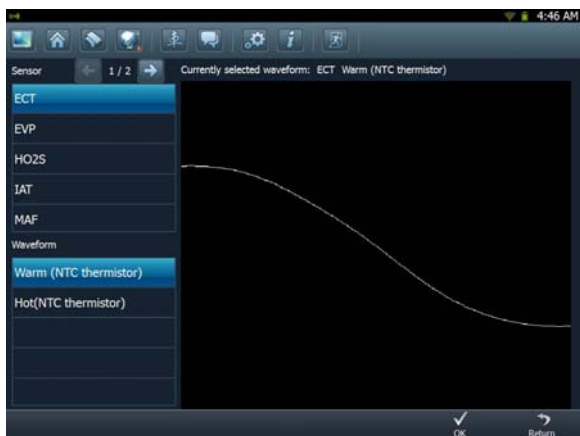 4:46 AM
Sensor
1 / 2
Currently selected waveform: ECT Warm (NTC thermistor)
ECT
EVP
HO2S
IAT
MAF
Waveform
Warm (NTC thermistor)
Hot(NTC thermistor)
OK
Return